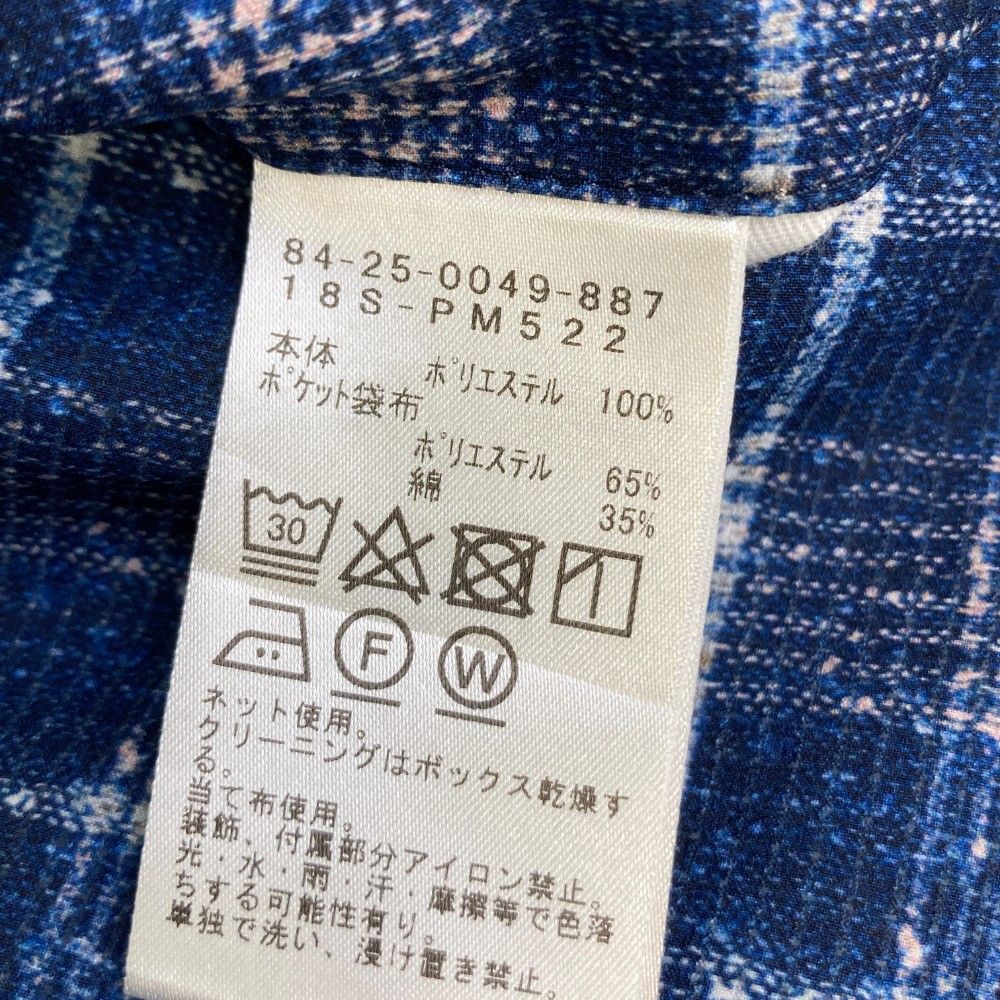 84-25-0049-887
18S-PM522
本体 ポリエステル 100%
ポケット袋布
ポリエステル 65%
綿 35%
30
F W
ネット使用。
クリーニングはボックス乾燥す
る。
当て布使用。
装飾、付属部分アイロン禁止。
光・水・雨・汗・摩擦等で色落
ちする可能性有り。
単独で洗い、浸け置き禁止。